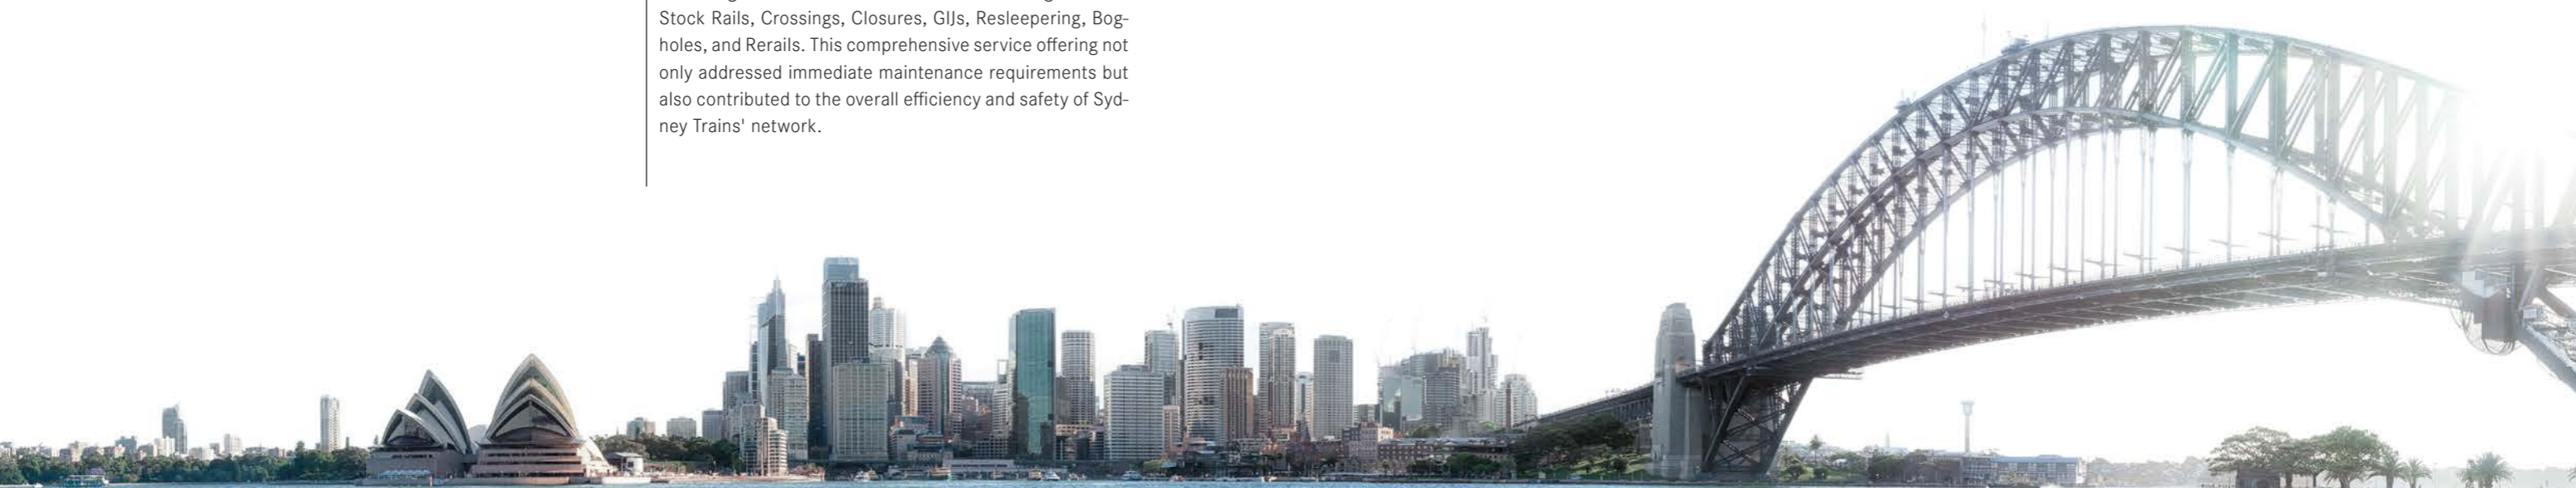 Stock Rails, Crossings, Closures, GIJs, Resleepering, Bog-
holes, and Rerails. This comprehensive service offering not
only addressed immediate maintenance requirements but
also contributed to the overall efficiency and safety of Syd-
ney Trains' network.